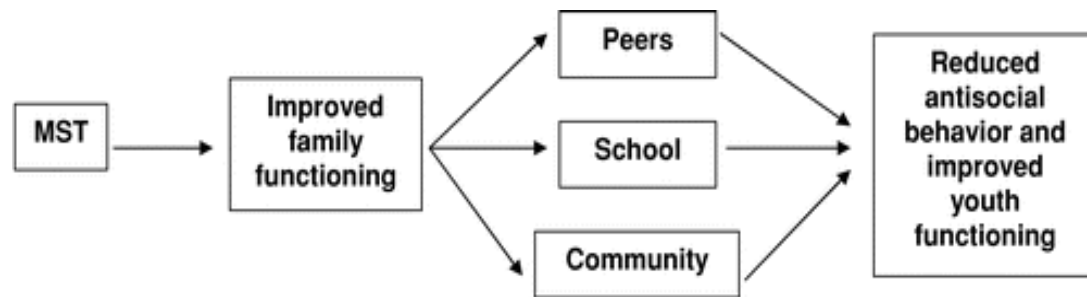 MST
Improved
family
functioning
Peers
School
Community
Reduced
antisocial
behavior and
improved
youth
functioning